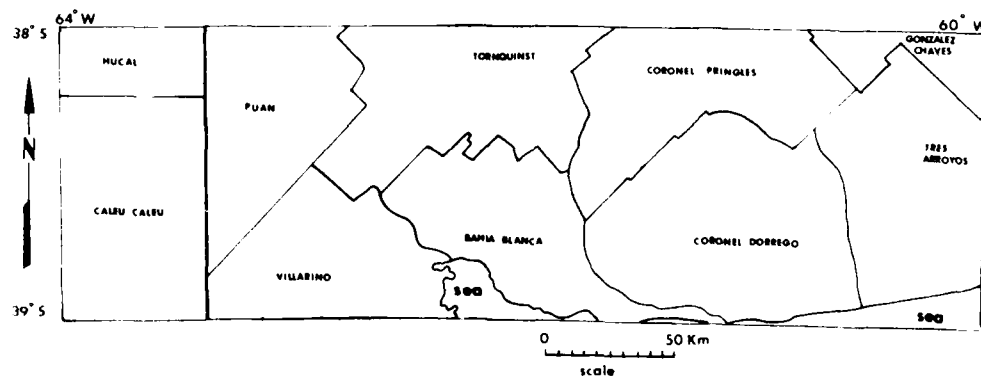 64° W
60° W
38° S
HUCAL
TORNQUINST
CORONEL PRINGLES
GONZALEZ
CHAVES
PUAN
N
TRES
ARROYOS
CALEU CALEU
BAHIA BLANCA
CORONEL DORREGO
VILLARINO
sea
39° S
sea
0 50 Km
scale